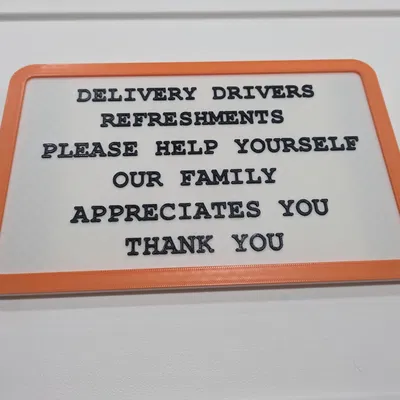 DELIVERY DRIVERS
REFRESHMENTS
PLEASE HELP YOURSELF
OUR FAMILY
APPRECIATES YOU
THANK YOU